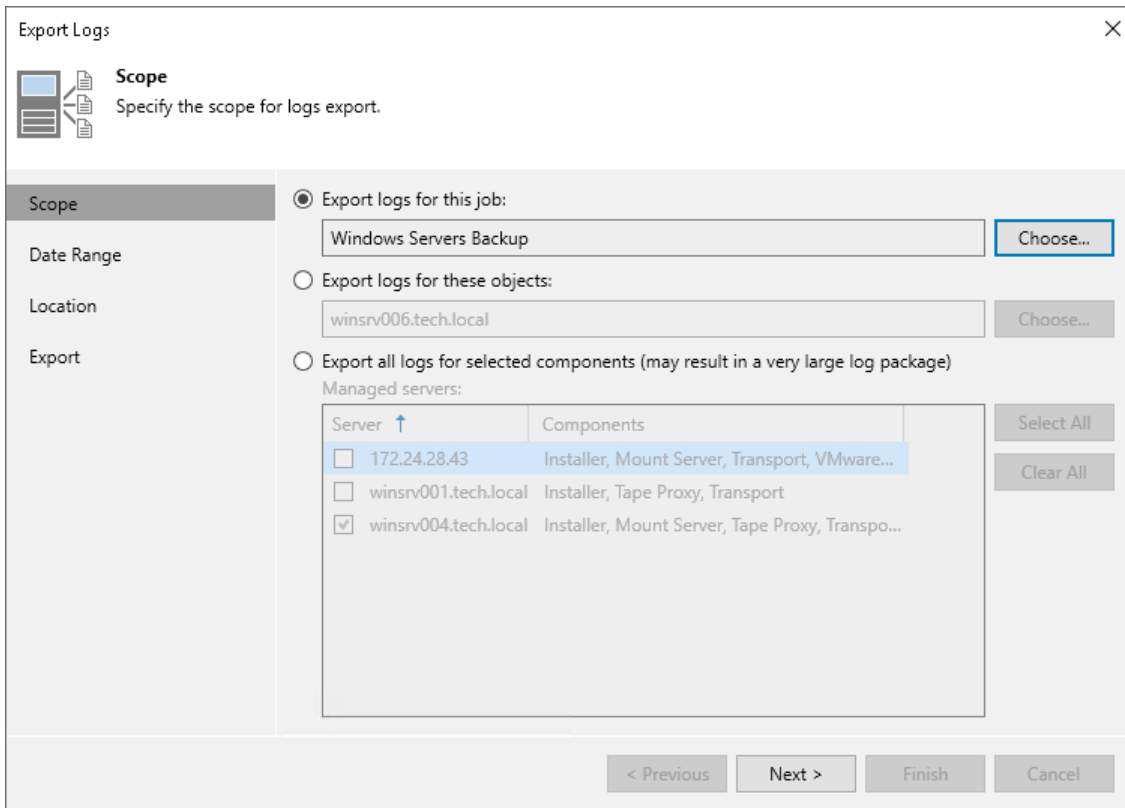 Export Logs
Scope
Specify the scope for logs export.
Scope
Date Range
Location
Export
Export logs for this job:
Windows Servers Backup
Choose...
Export logs for these objects:
winsrv006.tech.local
Choose...
Export all logs for selected components (may result in a very large log package)
Managed servers:
Server Components
172.24.28.43 Installer, Mount Server, Transport, VMware...
winsrv001.tech.local Installer, Tape Proxy, Transport
winsrv004.tech.local Installer, Mount Server, Tape Proxy, Transpo...
Select All
Clear All
< Previous Next > Finish Cancel